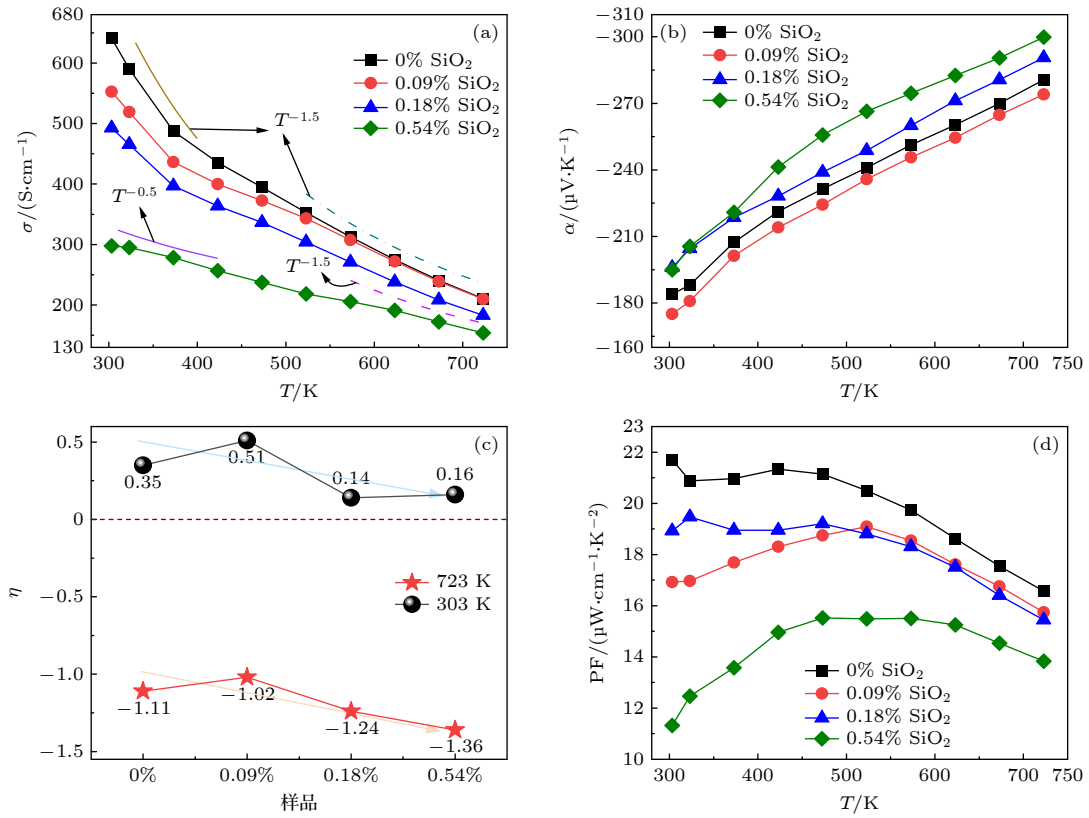 (a)
680
600
500
400
300
200
130
σ/(S·cm⁻¹)
0% SiO₂
0.09% SiO₂
0.18% SiO₂
0.54% SiO₂
T⁻¹·⁵
T⁻⁰·⁵
T⁻¹·⁵
300 400 500 600 700
T/K
(b)
−310
−300
−270
−240
−210
−180
−160
α/(μV·K⁻¹)
0% SiO₂
0.09% SiO₂
0.18% SiO₂
0.54% SiO₂
300 400 500 600 700 750
T/K
(c)
0.5
0
−0.5
−1.0
−1.5
η
0.35
0.51
0.14
0.16
723 K
303 K
−1.11
−1.02
−1.24
−1.36
0% 0.09% 0.18% 0.54%
样品
(d)
23
22
20
18
16
14
12
10
PF/(μW·cm⁻¹·K⁻²)
0% SiO₂
0.09% SiO₂
0.18% SiO₂
0.54% SiO₂
300 400 500 600 700 750
T/K